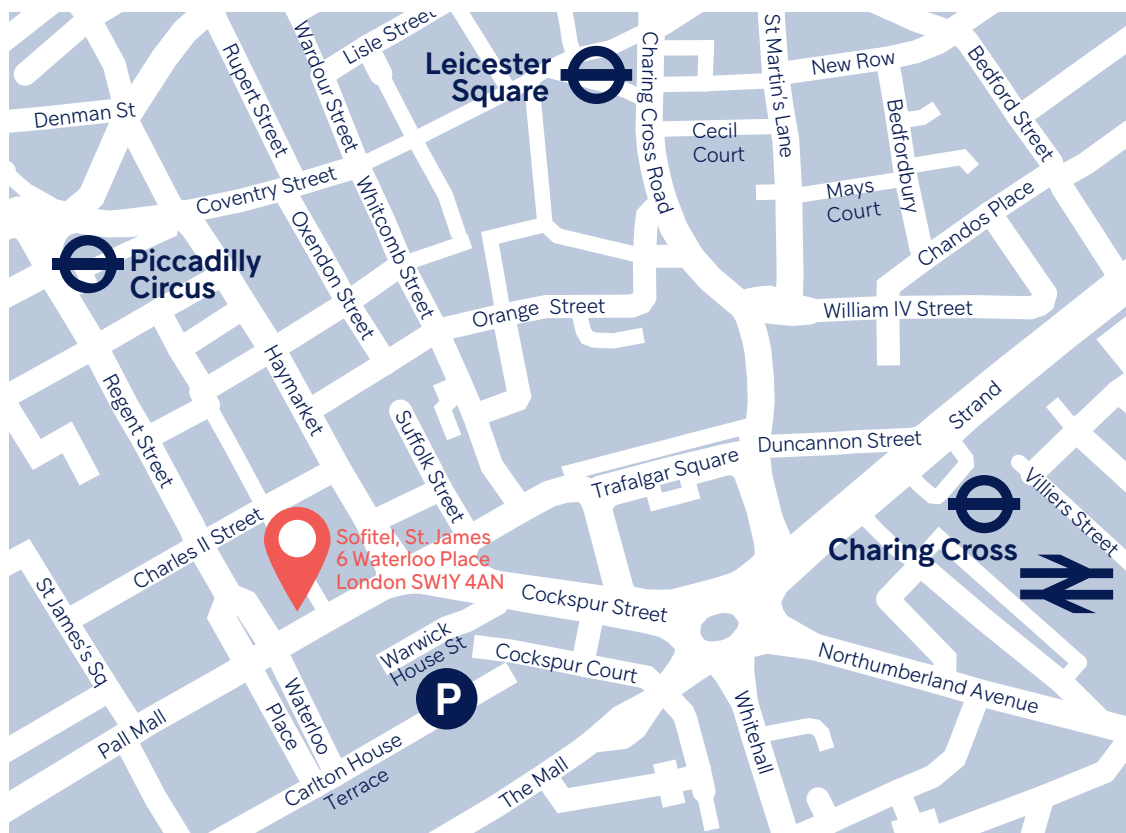 Lisle Street
Wardour Street
Rupert Street
Leicester
Square
Charing Cross Road
St Martin's Lane
New Row
Bedford Street
Denman St
Cecil
Court
Bedfordbury
Mays
Court
Coventry Street
Whitcomb Street
Oxendon Street
Chandos Place
Piccadilly
Circus
Orange Street
William IV Street
Haymarket
Regent Street
Suffolk Street
Strand
Duncannon Street
Trafalgar Square
Villiers Street
Charing Cross
Charles II Street
Sofitel, St. James
6 Waterloo Place
London SW1Y 4AN
St James's Sq
Cockspur Street
Warwick
House St
Cockspur Court
Northumberland Avenue
P
Waterloo
Place
Pall Mall
Whitehall
Carlton House
Terrace
The Mall